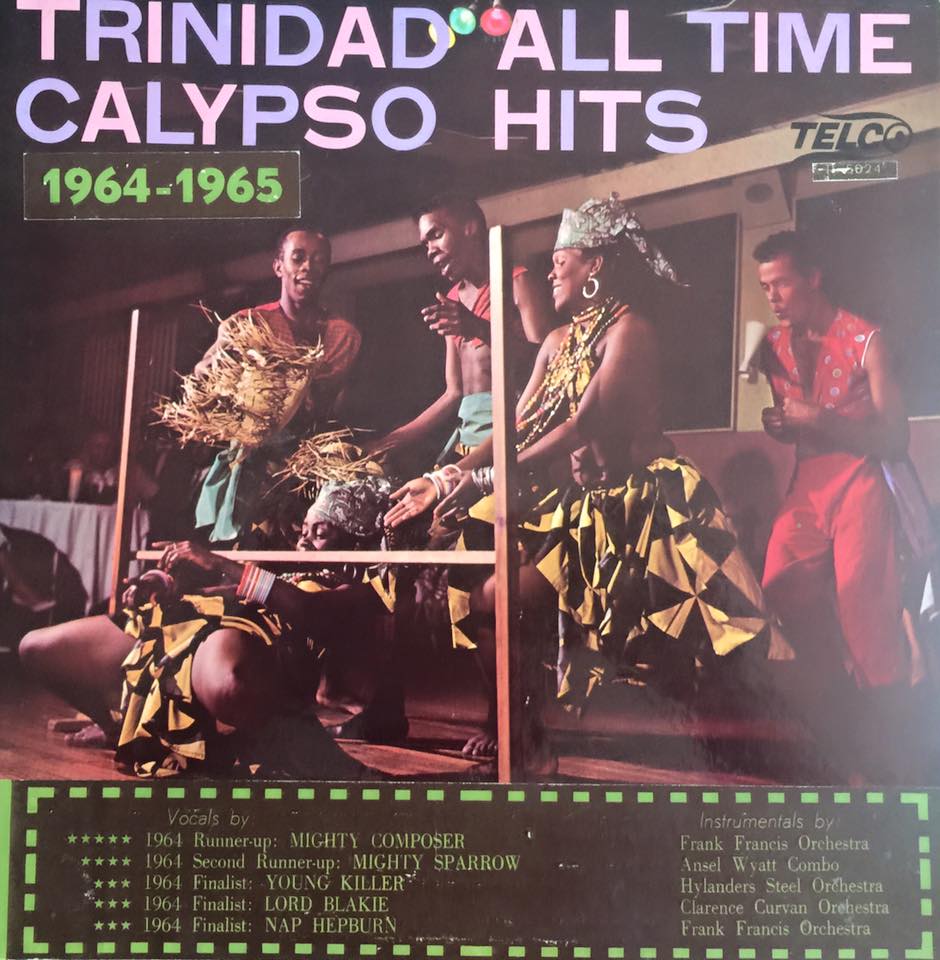 TRINIDAD ALL TIME
CALYPSO HITS
TELCO
1964-1965
Vocals by:
★★★★★ 1964 Runner-up: MIGHTY COMPOSER
★★★★ 1964 Second Runner-up: MIGHTY SPARROW
★★★ 1964 Finalist: YOUNG KILLER
★★★ 1964 Finalist: LORD BLAKIE
★★★ 1964 Finalist: NAP HEPBURN
Instrumentals by:
Frank Francis Orchestra
Ansel Wyatt Combo
Hylanders Steel Orchestra
Clarence Curvan Orchestra
Frank Francis Orchestra